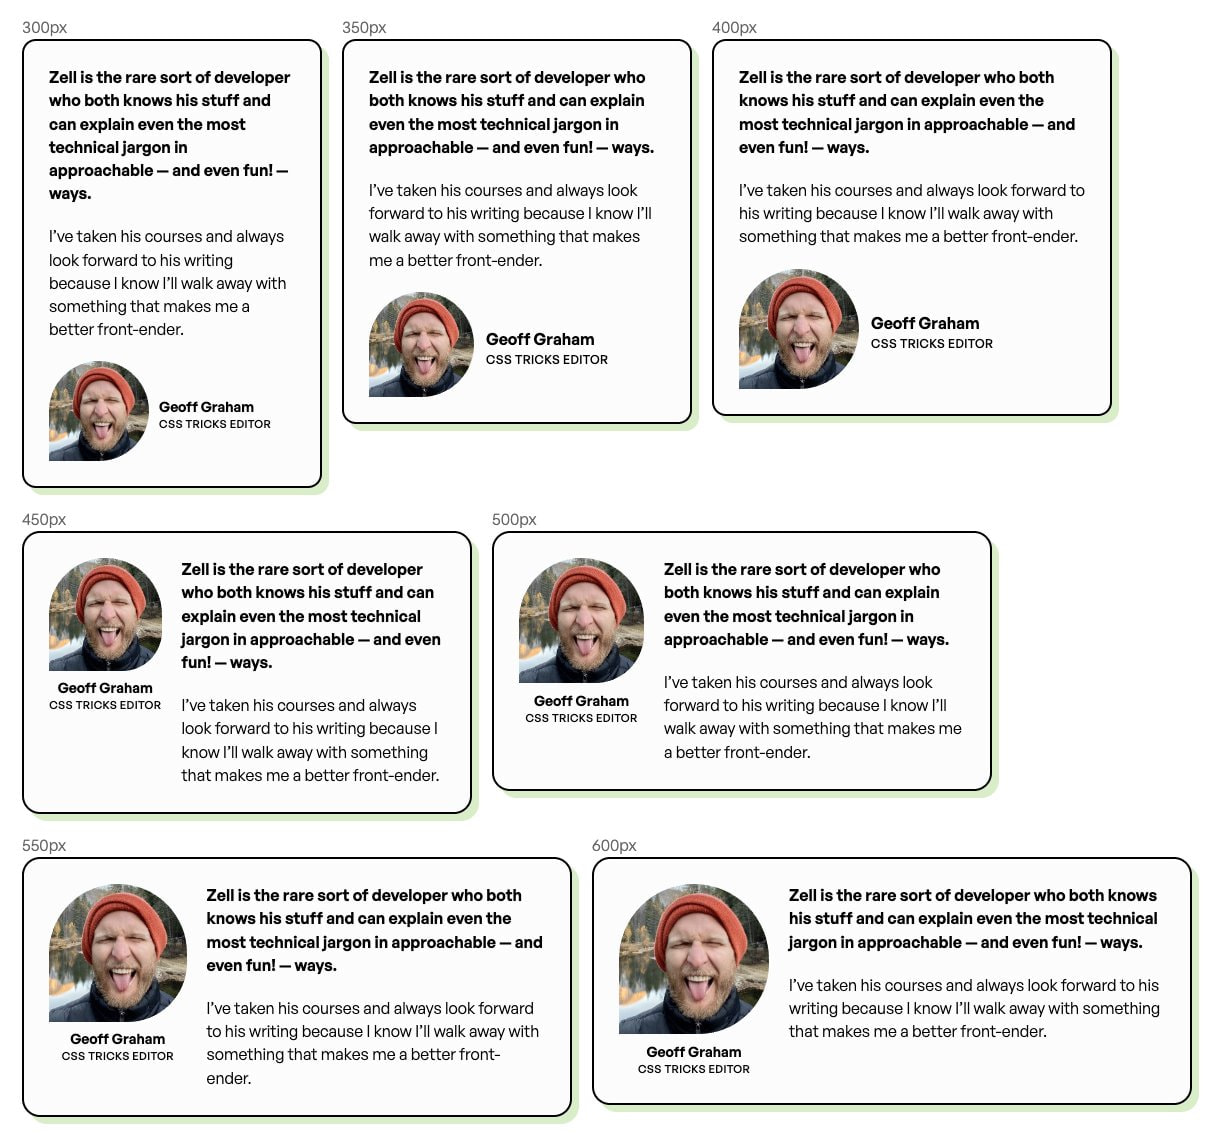 300px
Zell is the rare sort of developer
who both knows his stuff and
can explain even the most
technical jargon in
approachable — and even fun! —
ways.
I’ve taken his courses and always
look forward to his writing
because I know I’ll walk away with
something that makes me a
better front-ender.
Geoff Graham
CSS TRICKS EDITOR
350px
Zell is the rare sort of developer who
both knows his stuff and can explain
even the most technical jargon in
approachable — and even fun! — ways.
I’ve taken his courses and always look
forward to his writing because I know I’ll
walk away with something that makes
me a better front-ender.
Geoff Graham
CSS TRICKS EDITOR
400px
Zell is the rare sort of developer who both
knows his stuff and can explain even the
most technical jargon in approachable — and
even fun! — ways.
I’ve taken his courses and always look forward to
his writing because I know I’ll walk away with
something that makes me a better front-ender.
Geoff Graham
CSS TRICKS EDITOR
450px
Geoff Graham
CSS TRICKS EDITOR
Zell is the rare sort of developer
who both knows his stuff and can
explain even the most technical
jargon in approachable — and even
fun! — ways.
I’ve taken his courses and always
look forward to his writing because I
know I’ll walk away with something
that makes me a better front-ender.
500px
Geoff Graham
CSS TRICKS EDITOR
Zell is the rare sort of developer who
both knows his stuff and can explain
even the most technical jargon in
approachable — and even fun! — ways.
I’ve taken his courses and always look
forward to his writing because I know I’ll
walk away with something that makes me
a better front-ender.
550px
Geoff Graham
CSS TRICKS EDITOR
Zell is the rare sort of developer who both
knows his stuff and can explain even the
most technical jargon in approachable — and
even fun! — ways.
I’ve taken his courses and always look forward
to his writing because I know I’ll walk away with
something that makes me a better front-
ender.
600px
Geoff Graham
CSS TRICKS EDITOR
Zell is the rare sort of developer who both knows
his stuff and can explain even the most technical
jargon in approachable — and even fun! — ways.
I’ve taken his courses and always look forward to his
writing because I know I’ll walk away with something
that makes me a better front-ender.